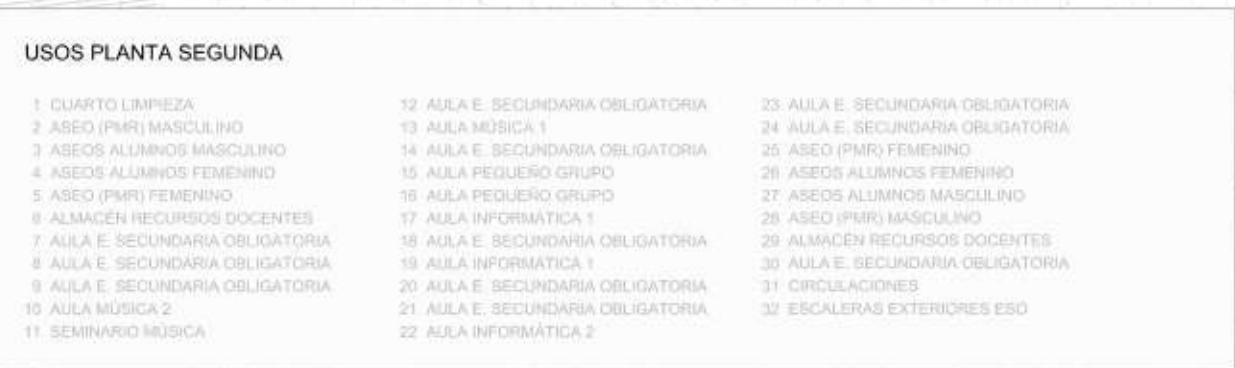 USOS PLANTA SEGUNDA
1 CUARTO LIMPIEZA
2 ASEO (PMR) MASCULINO
3 ASEOS ALUMNOS MASCULINO
4 ASEOS ALUMNOS FEMENINO
5 ASEO (PMR) FEMENINO
6 ALMACÉN RECURSOS DOCENTES
7 AULA E. SECUNDARIA OBLIGATORIA
8 AULA E. SECUNDARIA OBLIGATORIA
9 AULA E. SECUNDARIA OBLIGATORIA
10 AULA MÚSICA 2
11 SEMINARIO MÚSICA
12 AULA E. SECUNDARIA OBLIGATORIA
13 AULA MÚSICA 1
14 AULA E. SECUNDARIA OBLIGATORIA
15 AULA PEQUEÑO GRUPO
16 AULA PEQUEÑO GRUPO
17 AULA INFORMÁTICA 1
18 AULA E. SECUNDARIA OBLIGATORIA
19 AULA INFORMÁTICA 1
20 AULA E. SECUNDARIA OBLIGATORIA
21 AULA E. SECUNDARIA OBLIGATORIA
22 AULA INFORMÁTICA 2
23 AULA E. SECUNDARIA OBLIGATORIA
24 AULA E. SECUNDARIA OBLIGATORIA
25 ASEO (PMR) FEMENINO
26 ASEOS ALUMNOS FEMENINO
27 ASEOS ALUMNOS MASCULINO
28 ASEO (PMR) MASCULINO
29 ALMACÉN RECURSOS DOCENTES
30 AULA E. SECUNDARIA OBLIGATORIA
31 CIRCULACIONES
32 ESCALERAS EXTERIORES ESO